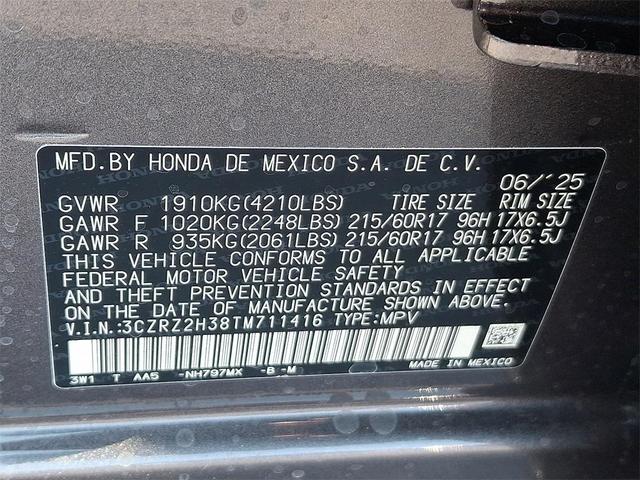 MFD.BY HONDA DE MEXICO S.A. DE C.V.
06/'25
GVWR 1910KG(4210LBS) TIRE SIZE RIM SIZE
GAWR F 1020KG(2248LBS) 215/60R17 96H 17X6.5J
GAWR R 935KG(2061LBS) 215/60R17 96H 17X6.5J
THIS VEHICLE CONFORMS TO ALL APPLICABLE
FEDERAL MOTOR VEHICLE SAFETY
AND THEFT PREVENTION STANDARDS IN EFFECT
ON THE DATE OF MANUFACTURE SHOWN ABOVE.
V.I.N.:3CZRZ2H38TM711416 TYPE:MPV
3W1 T AA5 -NH797MX -B -M MADE IN MEXICO